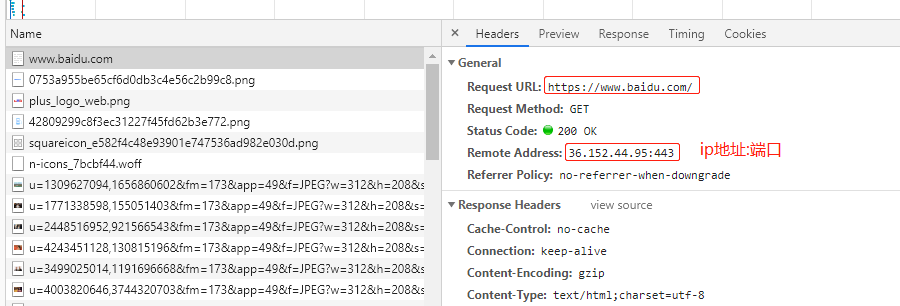 Name
www.baidu.com
0753a955be65cf6d0db3c4e56c2b99c8.png
plus_logo_web.png
42809299c8f3ec31227f45fd62b3e772.png
squareicon_e582f4c48e93901e747536ad982e030d.png
n-icons_7bcbf44.woff
u=1309627094,1656860602&fm=173&app=49&f=JPEG?w=312&h=208&s
u=1771338598,155051403&fm=173&app=49&f=JPEG?w=312&h=208&s=
u=2448516952,921566543&fm=173&app=49&f=JPEG?w=312&h=208&s=
u=4243451128,130815196&fm=173&app=49&f=JPEG?w=312&h=208&s=
u=3499025014,1191696668&fm=173&app=49&f=JPEG?w=312&h=208&s
u=4003820646,3744320703&fm=173&app=49&f=JPEG?w=312&h=208&s
× Headers Preview Response Timing Cookies
General
Request URL: https://www.baidu.com/
Request Method: GET
Status Code: 200 OK
Remote Address: 36.152.44.95:443 ip地址:端口
Referrer Policy: no-referrer-when-downgrade
Response Headers view source
Cache-Control: no-cache
Connection: keep-alive
Content-Encoding: gzip
Content-Type: text/html;charset=utf-8